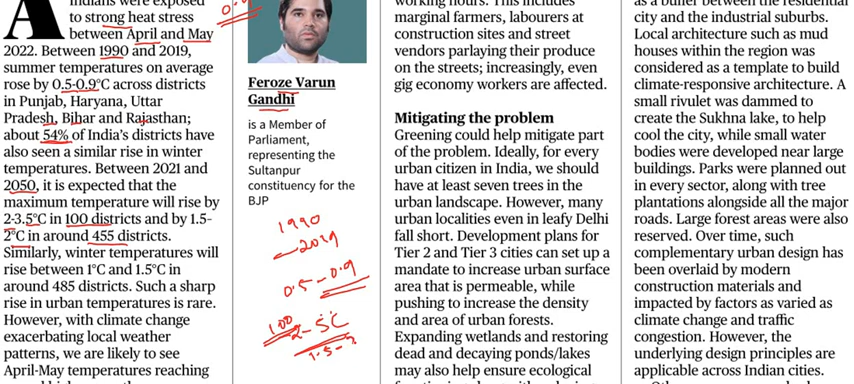 Indians were exposed
to strong heat stress
between April and May
2022. Between 1990 and 2019,
summer temperatures on average
rose by 0.5-0.9°C across districts
in Punjab, Haryana, Uttar
Pradesh, Bihar and Rajasthan;
about 54% of India's districts have
also seen a similar rise in winter
temperatures. Between 2021 and
2050, it is expected that the
maximum temperature will rise by
2-3.5°C in 100 districts and by 1.5-
2°C in around 455 districts.
Similarly, winter temperatures will
rise between 1°C and 1.5°C in
around 485 districts. Such a sharp
rise in urban temperatures is rare.
However, with climate change
exacerbating local weather
patterns, we are likely to see
April-May temperatures reaching
Feroze Varun
Gandhi
is a Member of
Parliament,
representing the
Sultanpur
constituency for the
BJP
1990
2019
0.5-0.9
100 2-5°C
1.5-2
working hours. This includes
marginal farmers, labourers at
construction sites and street
vendors parlaying their produce
on the streets; increasingly, even
gig economy workers are affected.
Mitigating the problem
Greening could help mitigate part
of the problem. Ideally, for every
urban citizen in India, we should
have at least seven trees in the
urban landscape. However, many
urban localities even in leafy Delhi
fall short. Development plans for
Tier 2 and Tier 3 cities can set up a
mandate to increase urban surface
area that is permeable, while
pushing to increase the density
and area of urban forests.
Expanding wetlands and restoring
dead and decaying ponds/lakes
may also help ensure ecological
as a buffer between the residential
city and the industrial suburbs.
Local architecture such as mud
houses within the region was
considered as a template to build
climate-responsive architecture. A
small rivulet was dammed to
create the Sukhna lake, to help
cool the city, while small water
bodies were developed near large
buildings. Parks were planned out
in every sector, along with tree
plantations alongside all the major
roads. Large forest areas were also
reserved. Over time, such
complementary urban design has
been overlaid by modern
construction materials and
impacted by factors as varied as
climate change and traffic
congestion. However, the
underlying design principles are
applicable across Indian cities.